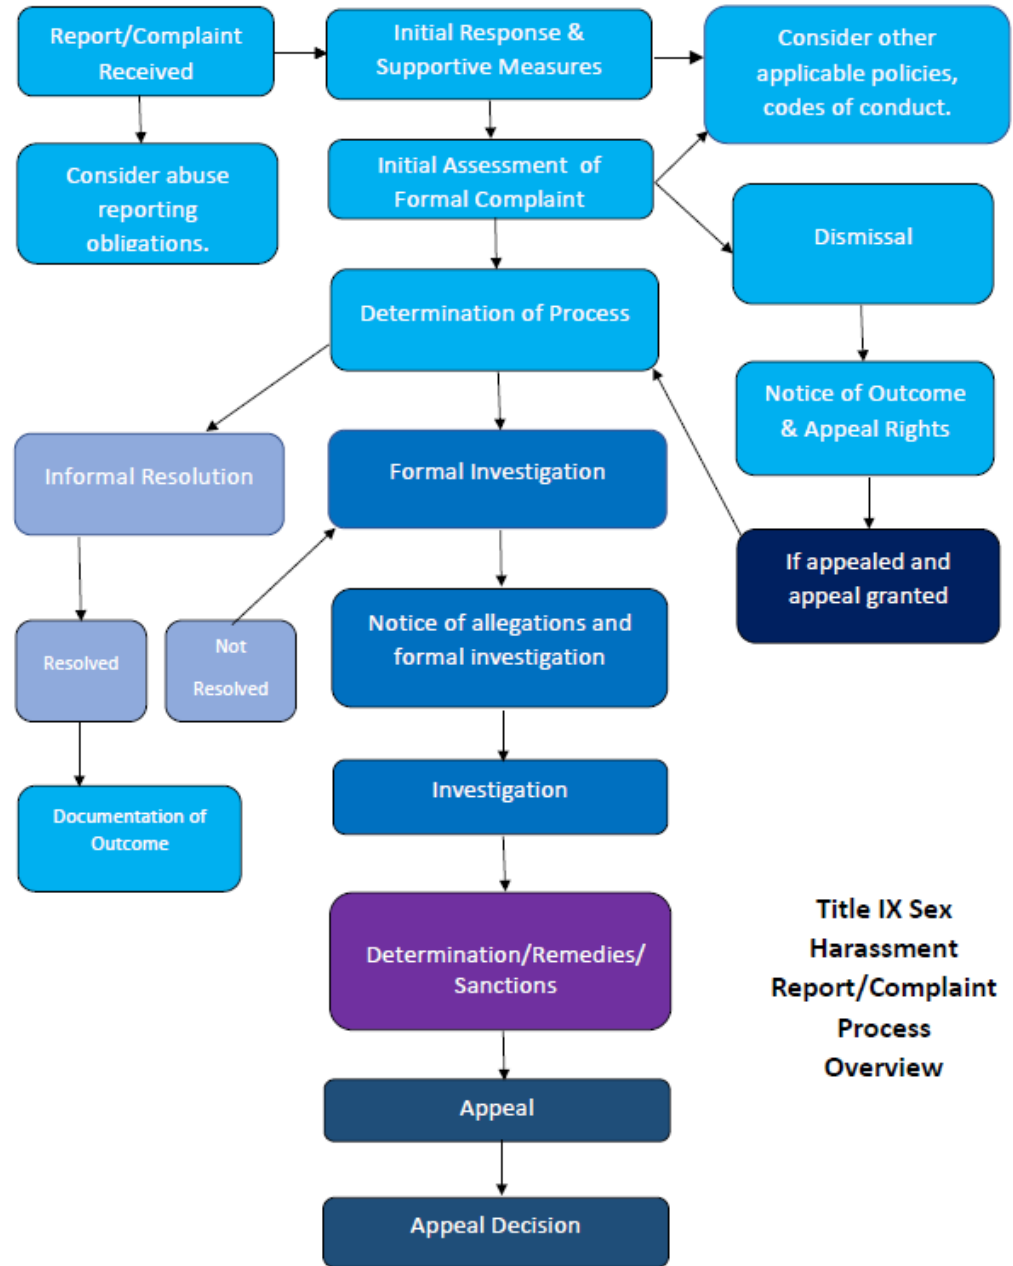 Report/Complaint
Received
Initial Response &
Supportive Measures
Consider other
applicable policies,
codes of conduct.
Consider abuse
reporting
obligations.
Initial Assessment of
Formal Complaint
Dismissal
Determination of Process
Notice of Outcome
& Appeal Rights
Informal Resolution
Formal Investigation
If appealed and
appeal granted
Notice of allegations and
formal investigation
Resolved
Not
Resolved
Investigation
Documentation of
Outcome
Determination/Remedies/
Sanctions
Title IX Sex
Harassment
Report/Complaint
Process
Overview
Appeal
Appeal Decision